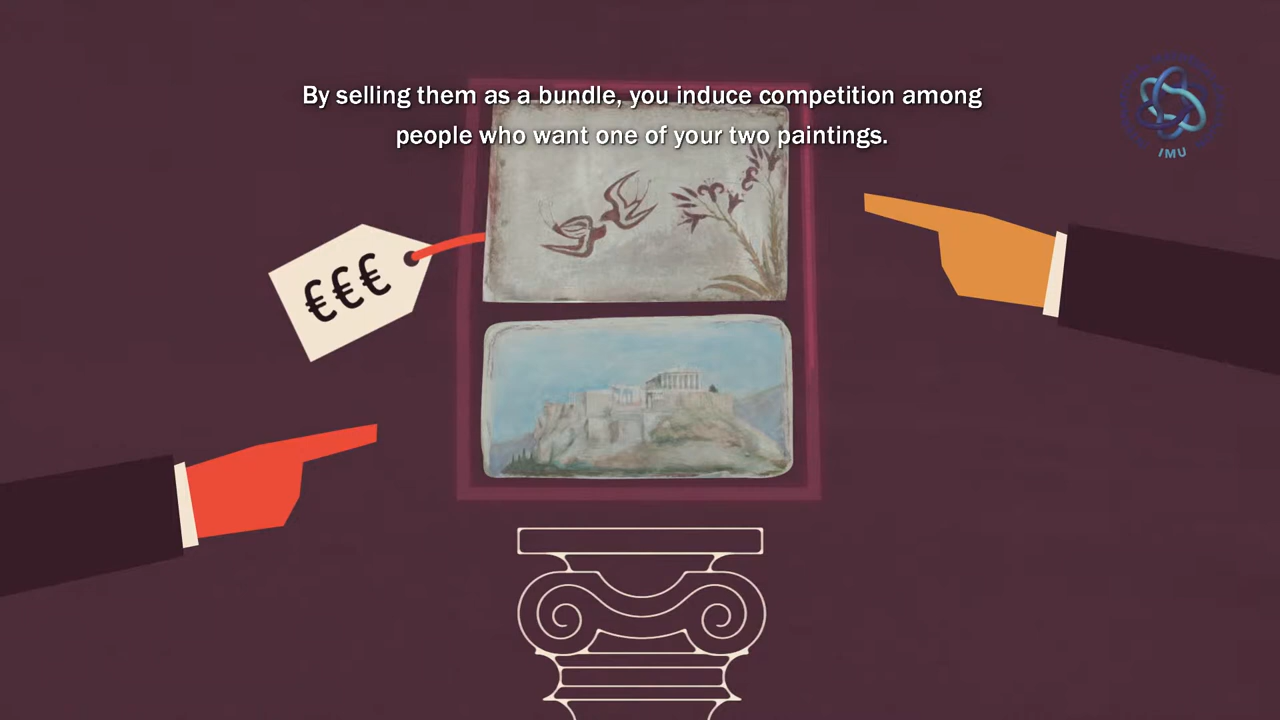 By selling them as a bundle, you induce competition among
people who want one of your two paintings.
€€€
IMU